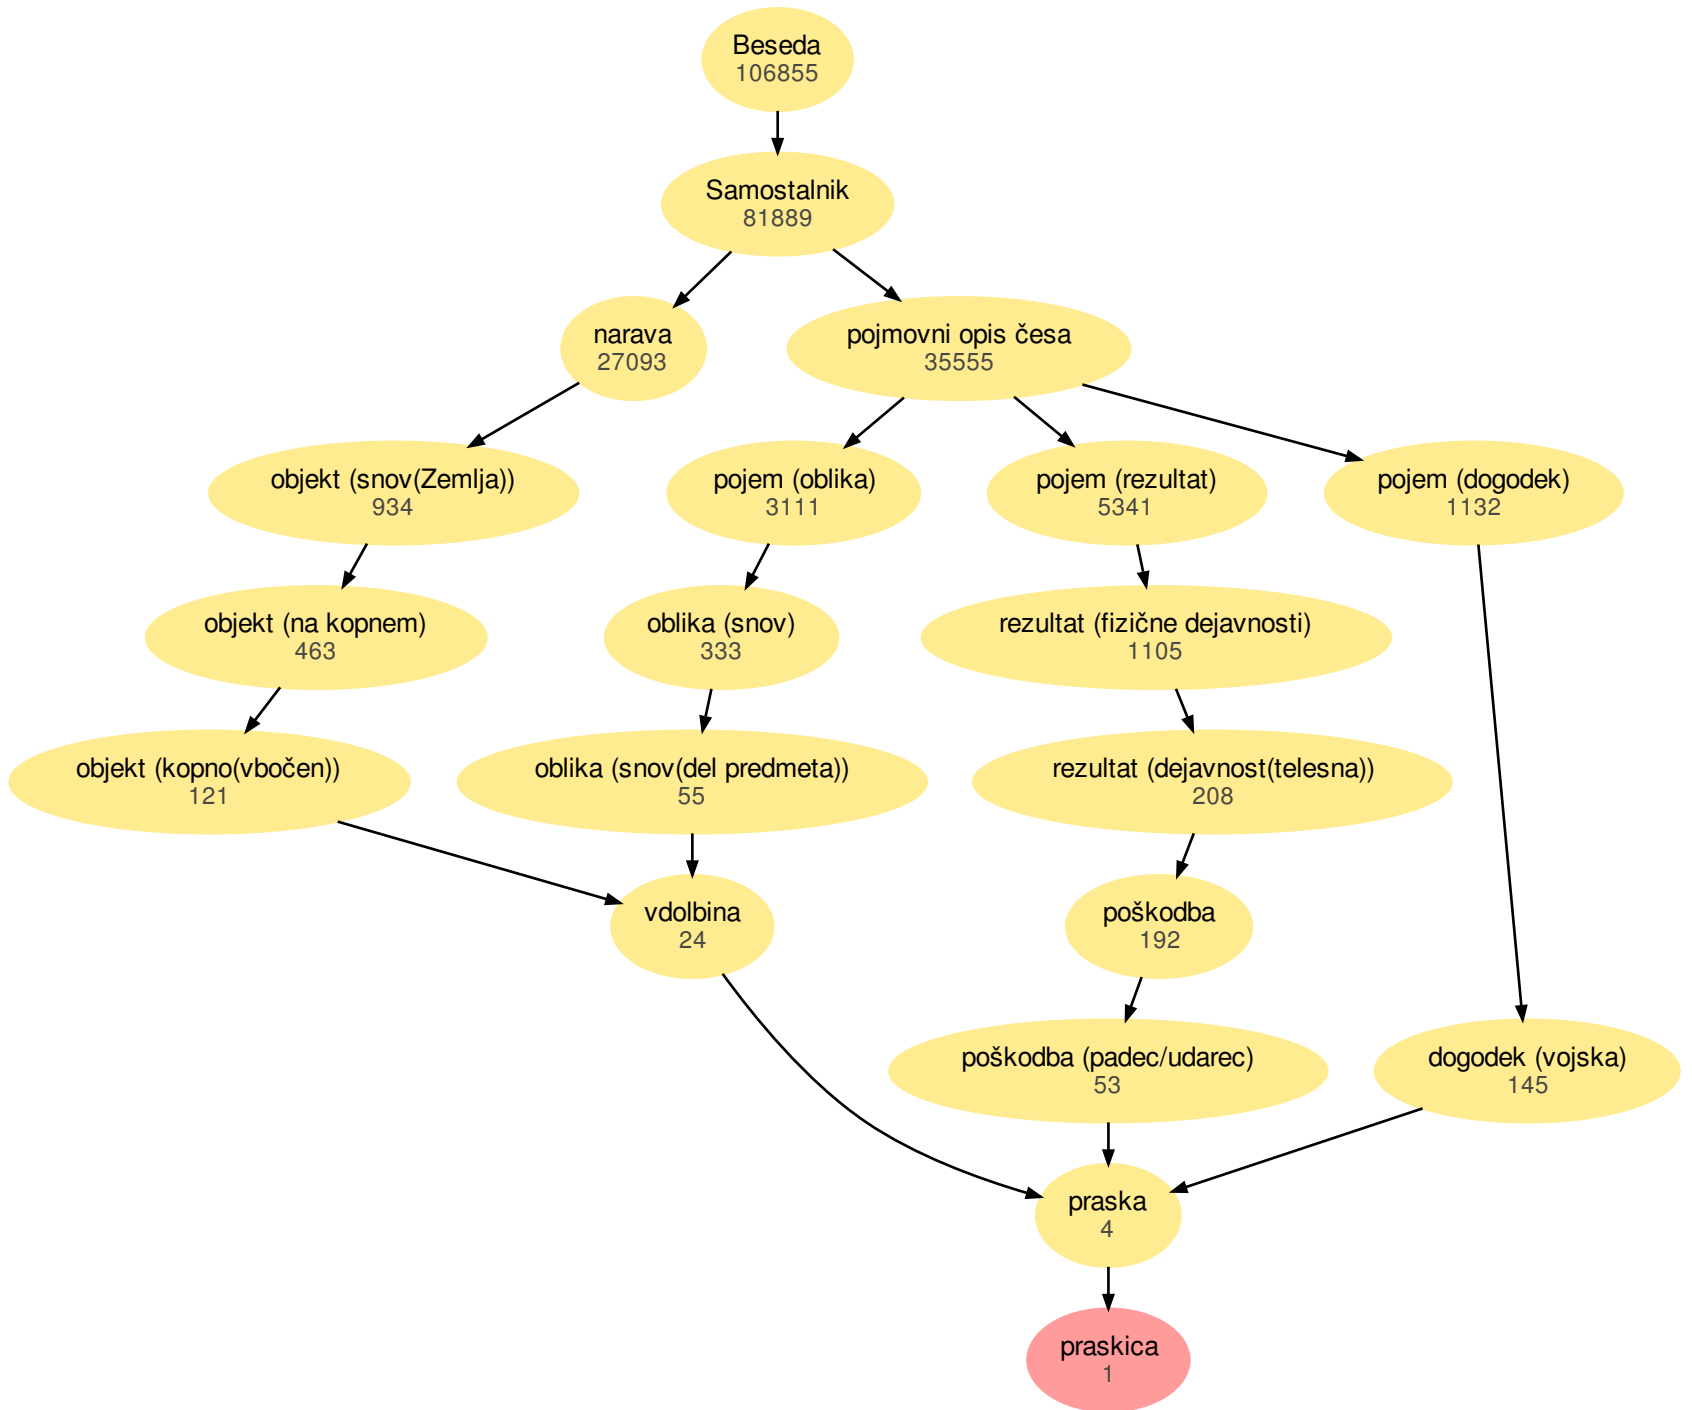 Beseda
106855
Samostalnik
81889
narava
27093
pojmovni opis česa
35555
objekt (snov(Zemlja))
934
pojem (oblika)
3111
pojem (rezultat)
5341
pojem (dogodek)
1132
objekt (na kopnem)
463
oblika (snov)
333
rezultat (fizične dejavnosti)
1105
objekt (kopno(vbočen))
121
oblika (snov(del predmeta))
55
rezultat (dejavnost(telesna))
208
vdolbina
24
poškodba
192
poškodba (padec/udarec)
53
dogodek (vojska)
145
praska
4
praskica
1